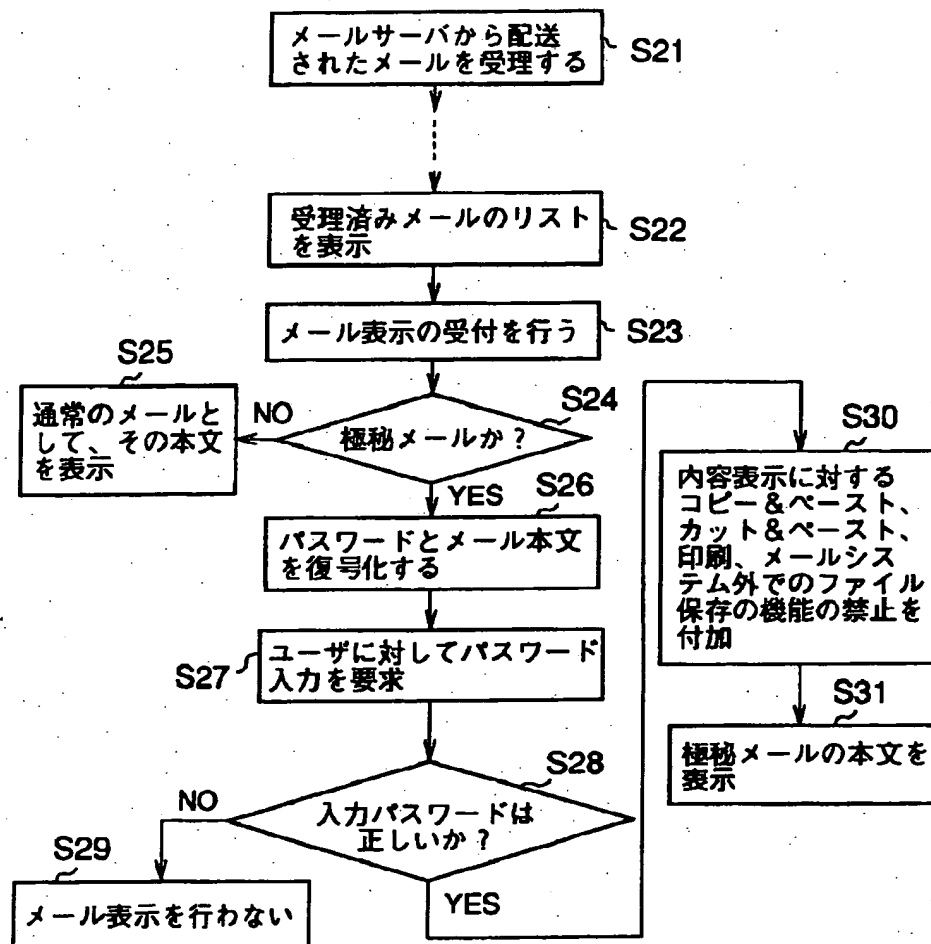 メールサーバから配送
されたメールを受理する
S21
受理済みメールのリスト
を表示
S22
メール表示の受付を行う
S23
S24
極秘メールか？
NO
S25
通常のメールと
して、その本文
を表示
YES
S26
パスワードとメール本文
を復号化する
S27
ユーザに対してパスワード
入力を要求
S28
入力パスワードは
正しいか？
NO
S29
メール表示を行わない
YES
S30
内容表示に対する
コピー＆ペースト、
カット＆ペースト、
印刷、メールシス
テム外でのファイル
保存の機能の禁止を
付加
S31
極秘メールの本文を
表示